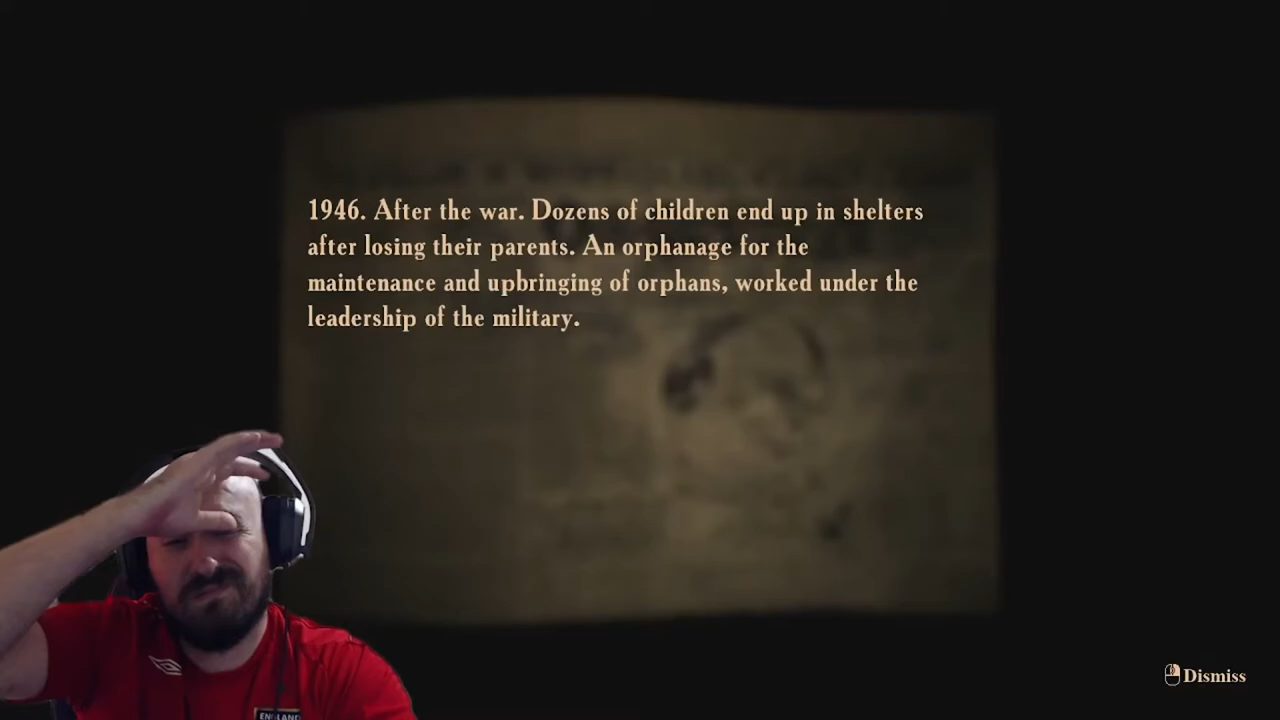 1946. After the war. Dozens of children end up in shelters
after losing their parents. An orphanage for the
maintenance and upbringing of orphans, worked under the
leadership of the military.
Dismiss
ENGLAND